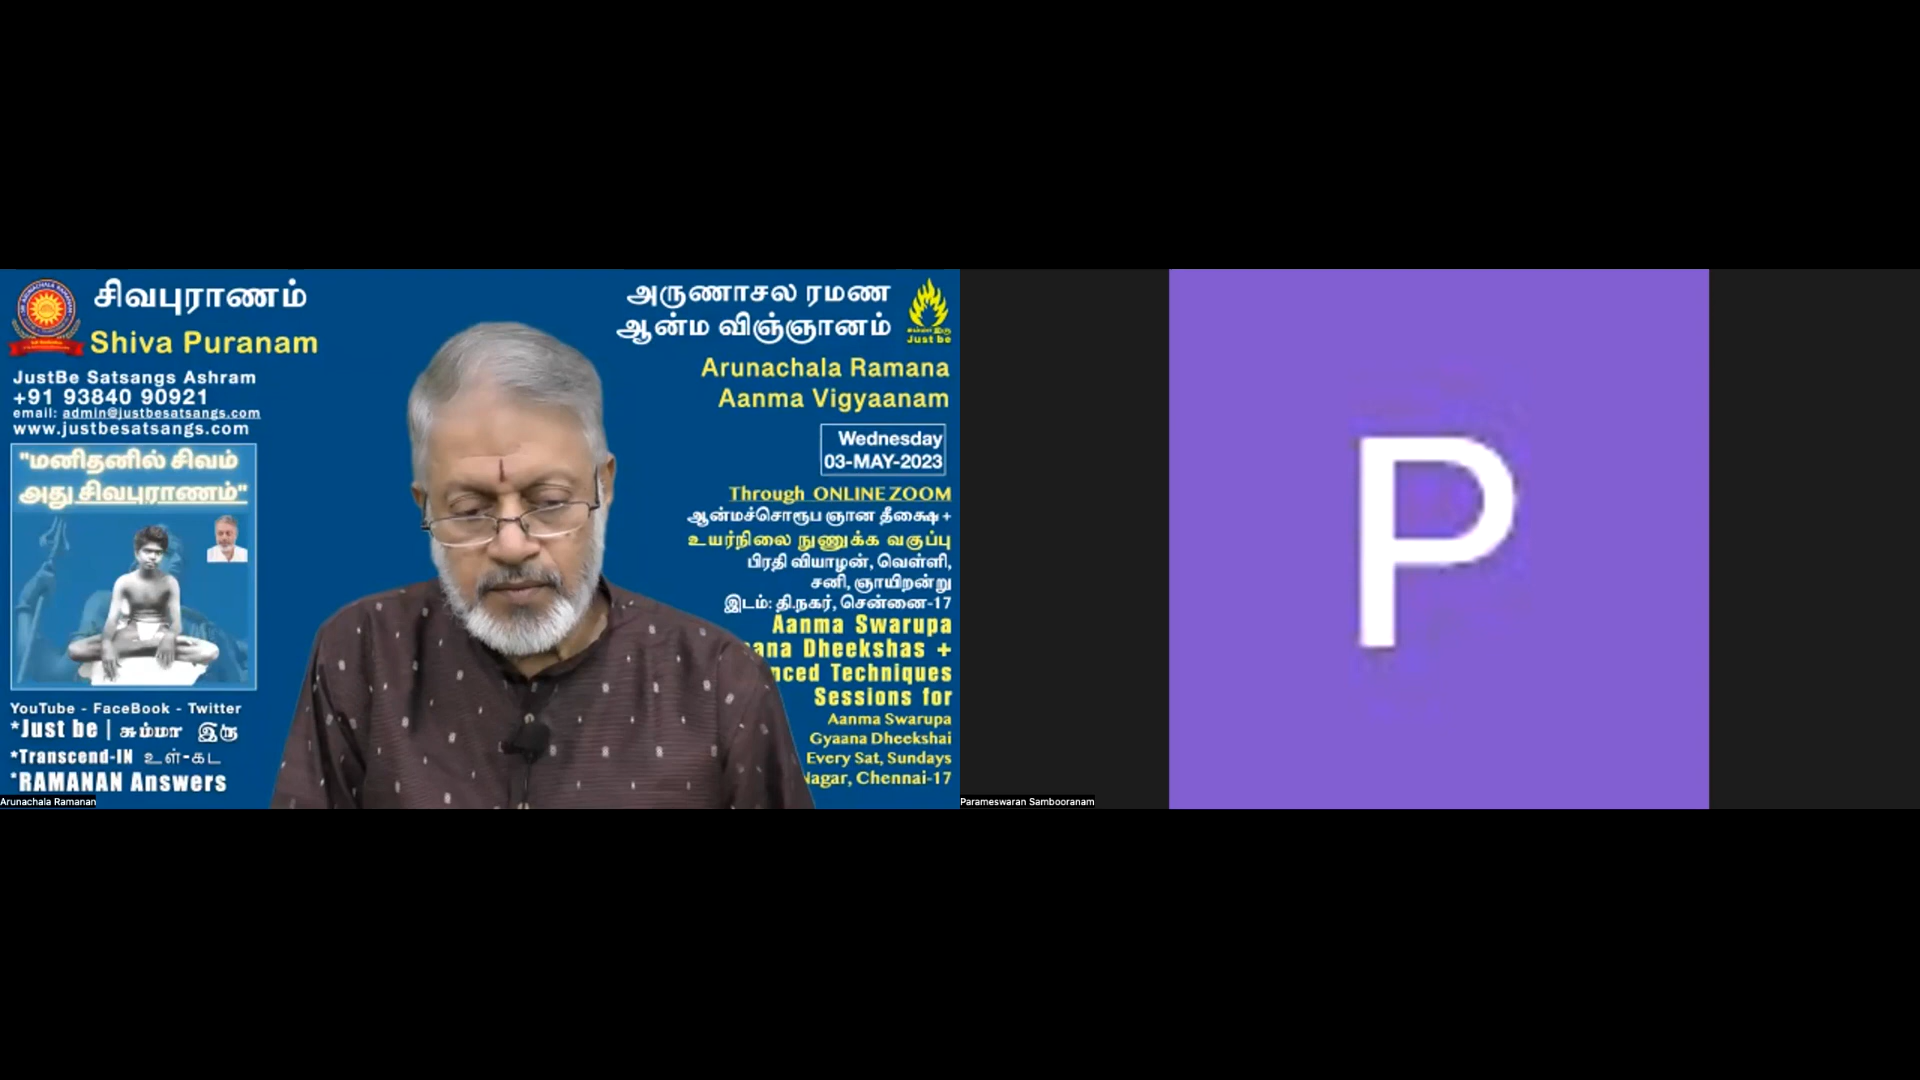 சிவபுராணம்
Shiva Puranam
JustBe Satsangs Ashram
+91 93840 90921
email: admin@justbesatsangs.com
www.justbesatsangs.com
"மனிதனில் சிவம்
அது சிவபுராணம்"
YouTube - FaceBook - Twitter
*Just be | சும்மா இரு
*Transcend-IN உள்-கட
*RAMANAN Answers
Arunachala Ramanan
அருணாசல ரமண
ஆன்ம விஞ்ஞானம்
Just be
Arunachala Ramana
Aanma Vigyaanam
Wednesday
03-MAY-2023
Through ONLINE ZOOM
ஆன்மச்சொரூப ஞான தீக்ஷை +
உயர்நிலை நுணுக்க வகுப்பு
பிரதி வியாழன், வெள்ளி,
சனி, ஞாயிறன்று
இடம்: தி.நகர், சென்னை-17
Aanma Swarupa
Dheekshas +
Techniques
Sessions for
Aanma Swarupa
Gyaana Dheekshai
Every Sat, Sundays
Chennai-17
P
Parameswaran Sambooranam